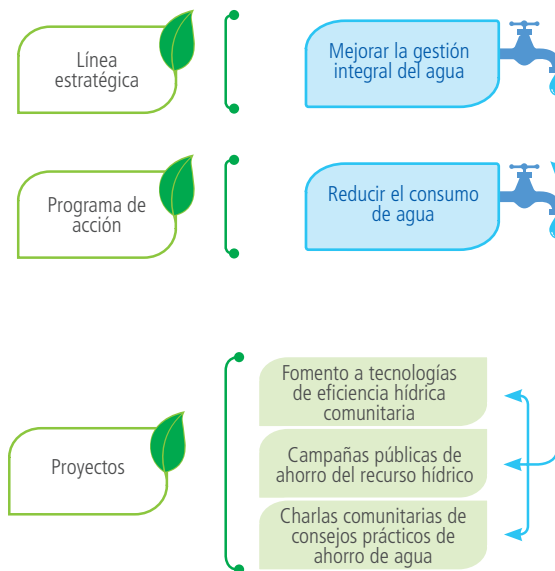 Línea
estratégica
Mejorar la gestión
integral del agua
Programa de
acción
Reducir el consumo
de agua
Proyectos
Fomento a tecnologías
de eficiencia hídrica
comunitaria
Campañas públicas de
ahorro del recurso hídrico
Charlas comunitarias de
consejos prácticos de
ahorro de agua